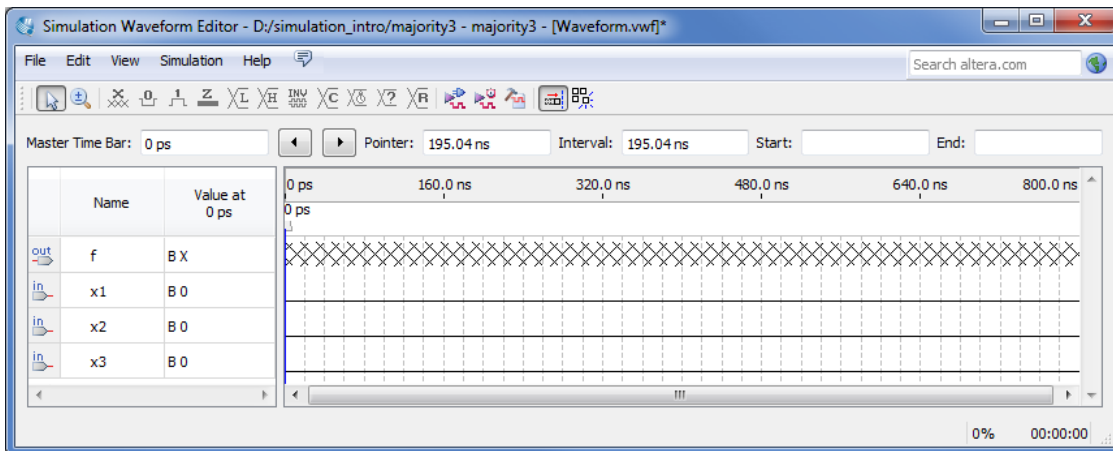 Simulation Waveform Editor - D:/simulation_intro/majority3 - majority3 - [Waveform.vwf]*
File Edit View Simulation Help Search altera.com
Master Time Bar: 0 ps Pointer: 195.04 ns Interval: 195.04 ns Start: End:
Name Value at 0 ps
0 ps 160.0 ns 320.0 ns 480.0 ns 640.0 ns 800.0 ns
0 ps
out f B X
in x1 B 0
in x2 B 0
in x3 B 0
0% 00:00:00